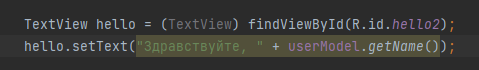 TextView hello = (TextView) findViewById(R.id.hello2);
hello.setText("Здравствуйте, " + userModel.getName());